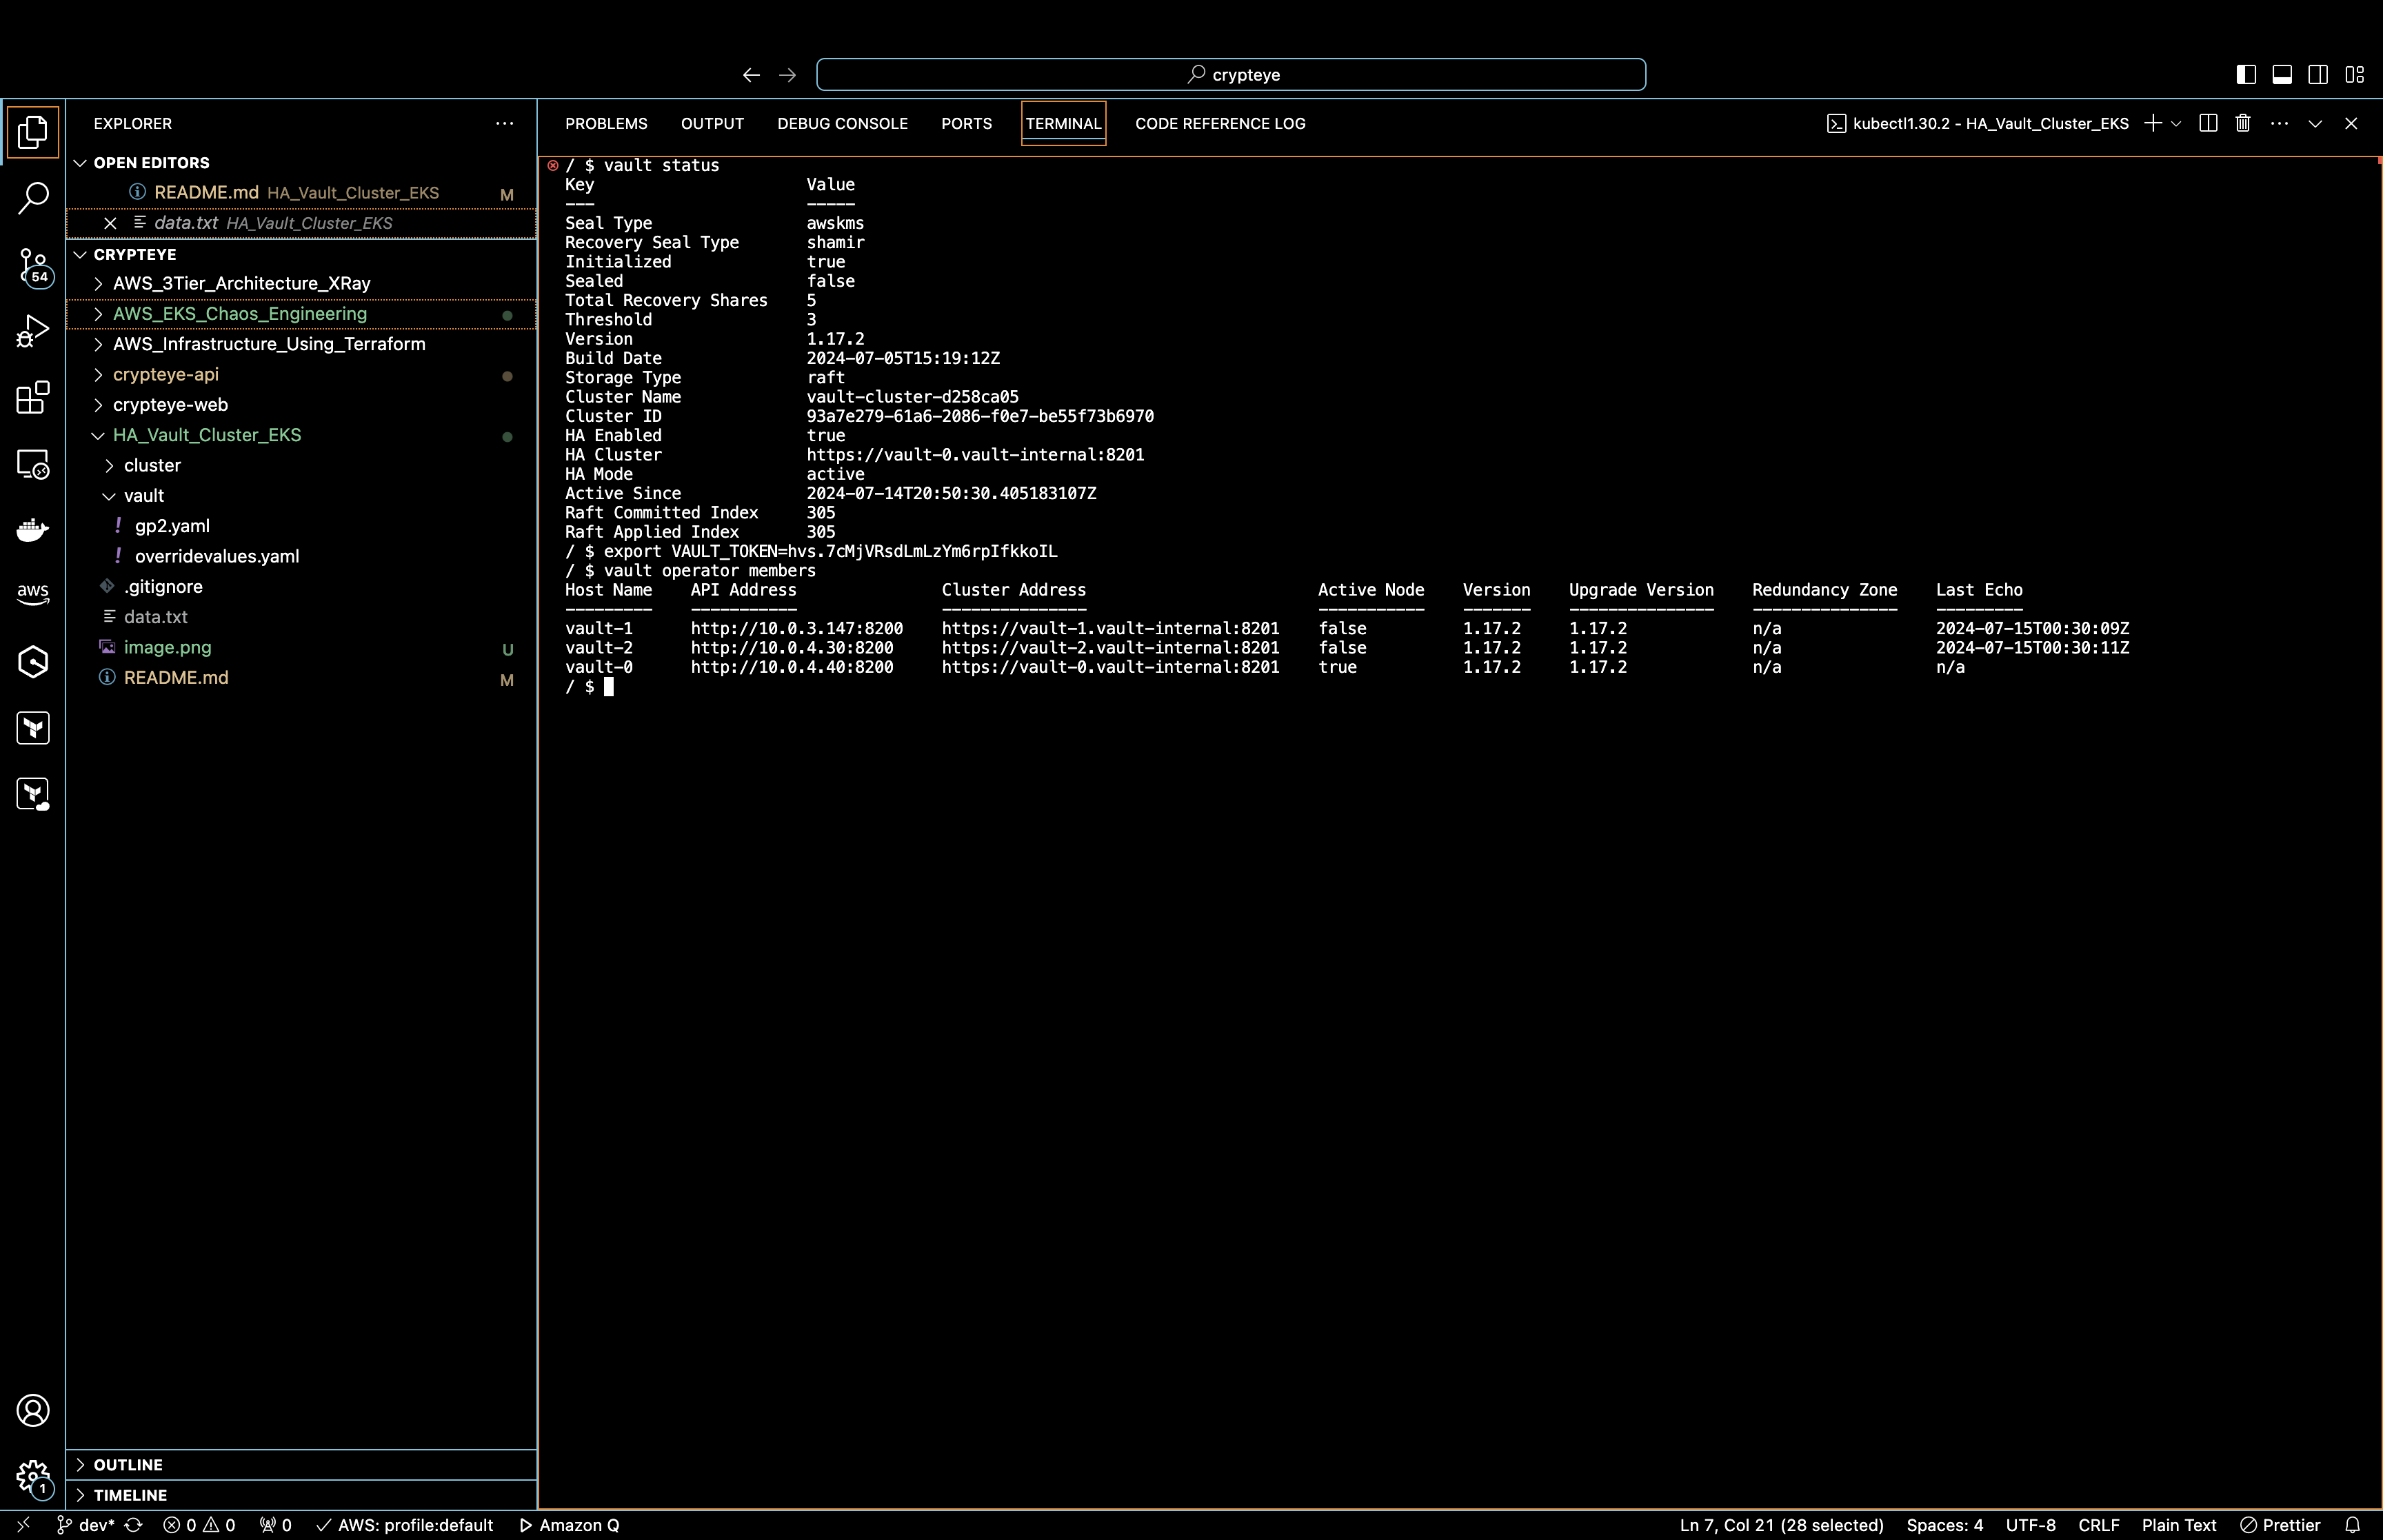 crypteye
EXPLORER
PROBLEMS OUTPUT DEBUG CONSOLE PORTS TERMINAL CODE REFERENCE LOG
kubectl1.30.2 - HA_Vault_Cluster_EKS
OPEN EDITORS
README.md HA_Vault_Cluster_EKS M
data.txt HA_Vault_Cluster_EKS
CRYPTEYE
AWS_3Tier_Architecture_XRay
AWS_EKS_Chaos_Engineering
AWS_Infrastructure_Using_Terraform
crypteye-api
crypteye-web
HA_Vault_Cluster_EKS
cluster
vault
! gp2.yaml
! overridevalues.yaml
.gitignore
data.txt
image.png U
README.md M
OUTLINE
TIMELINE
54
aws
1
/ $ vault status
Key Value
--- -----
Seal Type awskms
Recovery Seal Type shamir
Initialized true
Sealed false
Total Recovery Shares 5
Threshold 3
Version 1.17.2
Build Date 2024-07-05T15:19:12Z
Storage Type raft
Cluster Name vault-cluster-d258ca05
Cluster ID 93a7e279-61a6-2086-f0e7-be55f73b6970
HA Enabled true
HA Cluster https://vault-0.vault-internal:8201
HA Mode active
Active Since 2024-07-14T20:50:30.405183107Z
Raft Committed Index 305
Raft Applied Index 305
/ $ export VAULT_TOKEN=hvs.7cMjVRsdLmLzYm6rpIfkkoIL
/ $ vault operator members
Host Name API Address Cluster Address Active Node Version Upgrade Version Redundancy Zone Last Echo
--------- ----------- --------------- ----------- ------- --------------- --------------- ---------
vault-1 http://10.0.3.147:8200 https://vault-1.vault-internal:8201 false 1.17.2 1.17.2 n/a 2024-07-15T00:30:09Z
vault-2 http://10.0.4.30:8200 https://vault-2.vault-internal:8201 false 1.17.2 1.17.2 n/a 2024-07-15T00:30:11Z
vault-0 http://10.0.4.40:8200 https://vault-0.vault-internal:8201 true 1.17.2 1.17.2 n/a n/a
/ $
dev* 0 0 0 AWS: profile:default Amazon Q
Ln 7, Col 21 (28 selected) Spaces: 4 UTF-8 CRLF Plain Text Prettier